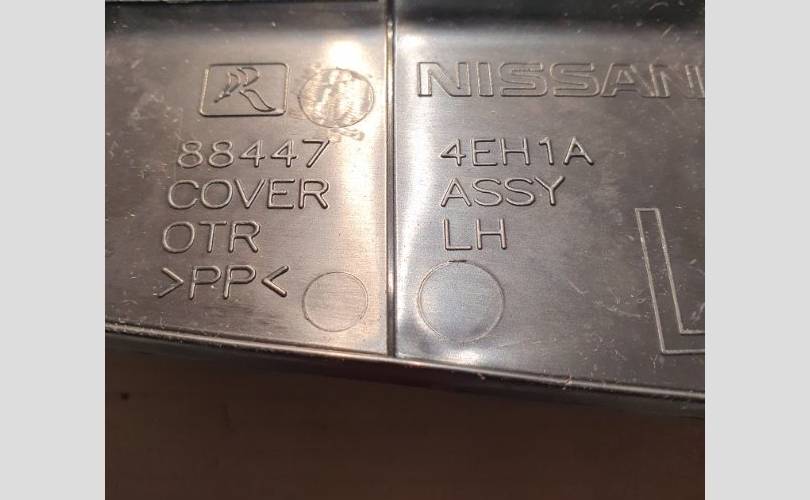 NISSAN
88447 4EH1A
COVER ASSY
OTR LH
>PP<
L